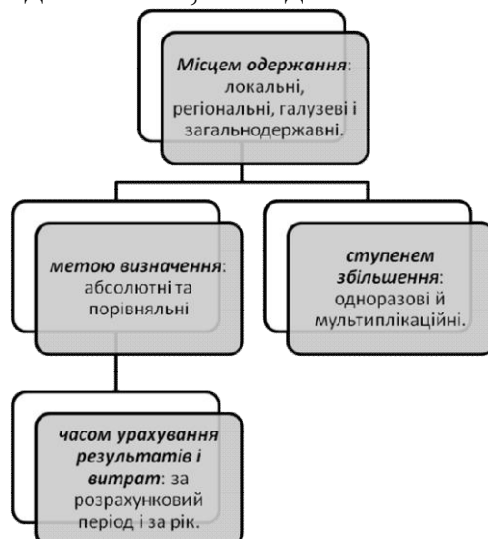 Місцем одержання:
локальні,
регіональні, галузеві і
загальнодержавні.
метою визначення:
абсолютні та
порівняльні
ступенем
збільшення:
одноразові й
мультиплікаційні.
часом урахування
результатів і
витрат: за
розрахунковий
період і за рік.